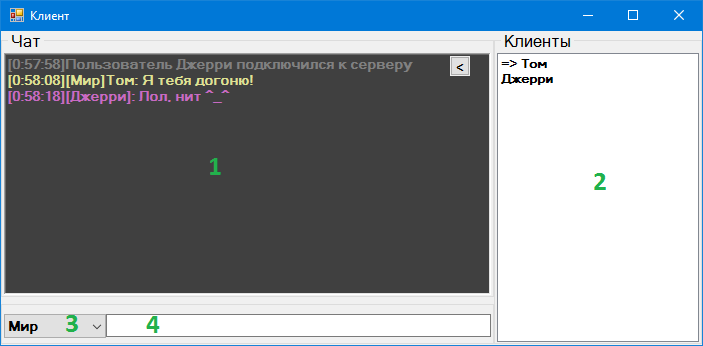 Клиент
Чат
[0:57:58]Пользователь Джерри подключился к серверу
[0:58:08][Мир]Том: Я тебя догоню!
[0:58:18][Джерри]: Лол, нит ^_^
<
1
Клиенты
=> Том
Джерри
2
Мир
3
4